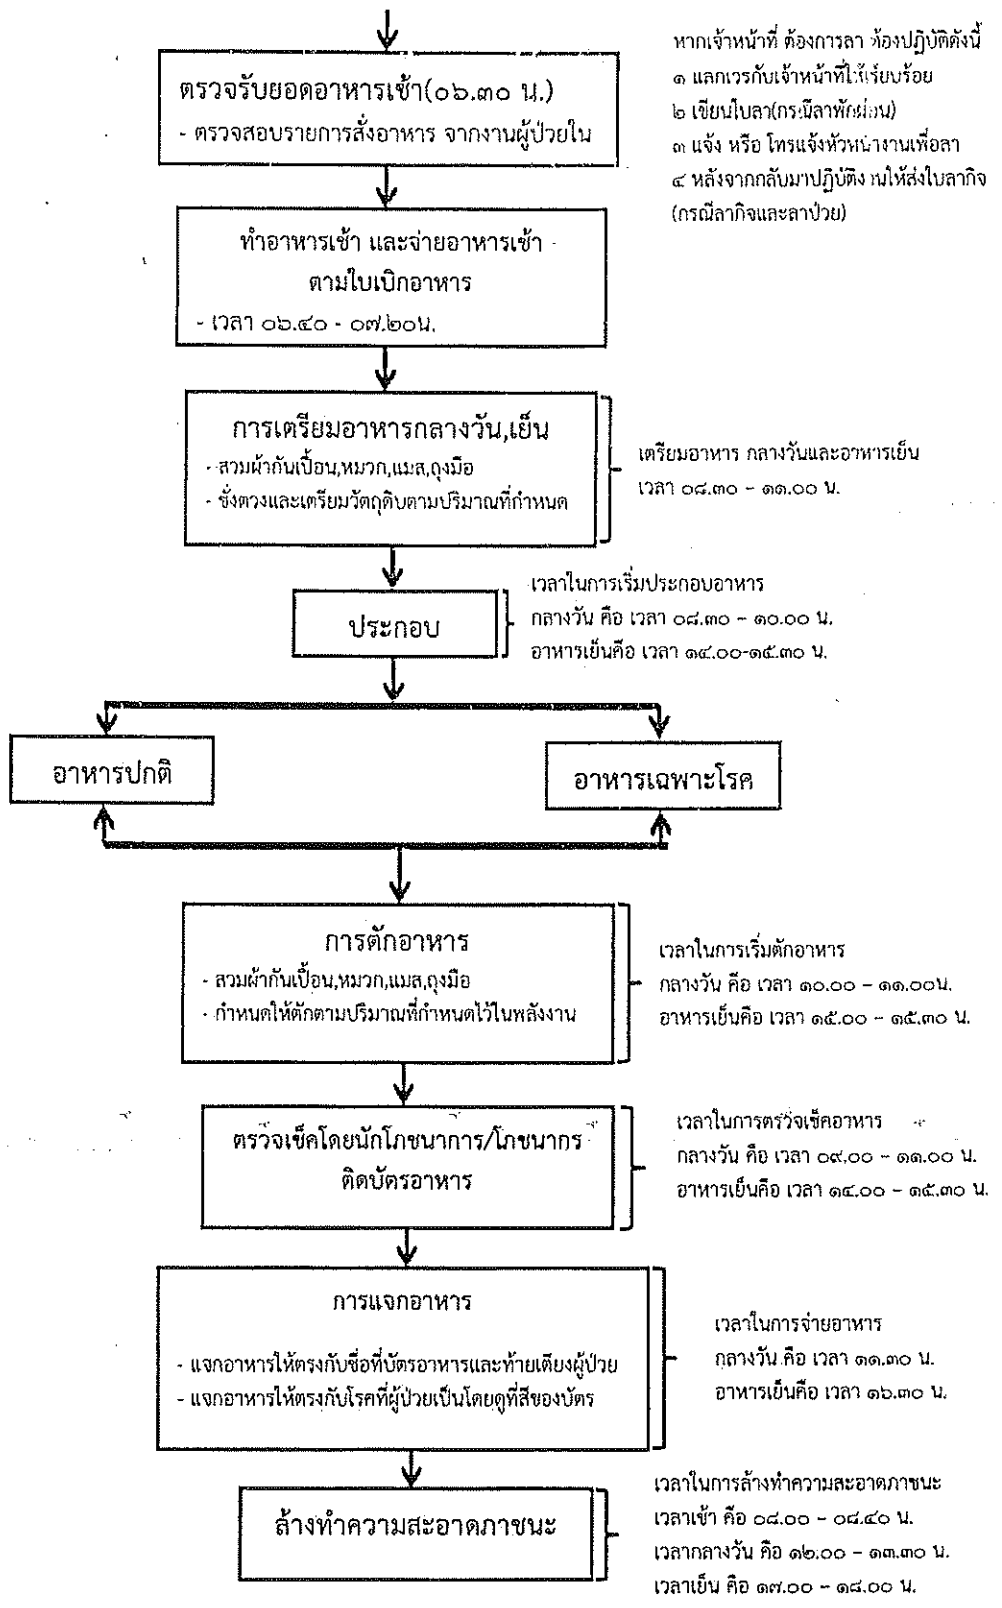 ตรวจรับยอดอาหารเช้า(๐๖.๓๐ น.)
- ตรวจสอบรายการสั่งอาหาร จากงานผู้ป่วยใน
หากเจ้าหน้าที่ ต้องการลา ต้องปฏิบัติดังนี้
๑ แลกเวรกับเจ้าหน้าที่ให้เรียบร้อย
๒ เขียนใบลา(กรณีลาพักผ่อน)
๓ แจ้ง หรือ โทรแจ้งหัวหน้างานเพื่อลา
๔ หลังจากกลับมาปฏิบัติงานให้ส่งใบลากิจ
(กรณีลากิจและลาป่วย)
ทำอาหารเช้า และจ่ายอาหารเช้า
ตามใบเบิกอาหาร
- เวลา ๐๖.๔๐ - ๐๗.๒๐น.
การเตรียมอาหารกลางวัน,เย็น
- สวมผ้ากันเปื้อน,หมวก,แมส,ถุงมือ
- ชั่งตวงและเตรียมวัตถุดิบตามปริมาณที่กำหนด
เตรียมอาหาร กลางวันและอาหารเย็น
เวลา ๐๘.๓๐ – ๑๑.๐๐ น.
ประกอบ
เวลาในการเริ่มประกอบอาหาร
กลางวัน คือ เวลา ๐๘.๓๐ – ๑๐.๐๐ น.
อาหารเย็นคือ เวลา ๑๔.๐๐-๑๕.๓๐ น.
อาหารปกติ
อาหารเฉพาะโรค
การตักอาหาร
- สวมผ้ากันเปื้อน,หมวก,แมส,ถุงมือ
- กำหนดให้ตักตามปริมาณที่กำหนดไว้ในพลังงาน
เวลาในการเริ่มตักอาหาร
กลางวัน คือ เวลา ๑๐.๐๐ – ๑๑.๐๐น.
อาหารเย็นคือ เวลา ๑๕.๐๐ – ๑๕.๓๐ น.
ตรวจเช็คโดยนักโภชนาการ/โภชนากร
ติดบัตรอาหาร
เวลาในการตรวจเช็คอาหาร
กลางวัน คือ เวลา ๐๙.๐๐ – ๑๑.๐๐ น.
อาหารเย็นคือ เวลา ๑๔.๐๐ – ๑๕.๓๐ น.
การแจกอาหาร
- แจกอาหารให้ตรงกับชื่อที่บัตรอาหารและท้ายเตียงผู้ป่วย
- แจกอาหารให้ตรงกับโรคที่ผู้ป่วยเป็นโดยดูที่สีของบัตร
เวลาในการจ่ายอาหาร
กลางวัน คือ เวลา ๑๑.๓๐ น.
อาหารเย็นคือ เวลา ๑๖.๓๐ น.
ล้างทำความสะอาดภาชนะ
เวลาในการล้างทำความสะอาดภาชนะ
เวลาเช้า คือ ๐๘.๐๐ – ๐๘.๔๐ น.
เวลากลางวัน คือ ๑๒.๐๐ – ๑๓.๓๐ น.
เวลาเย็น คือ ๑๗.๐๐ – ๑๘.๐๐ น.